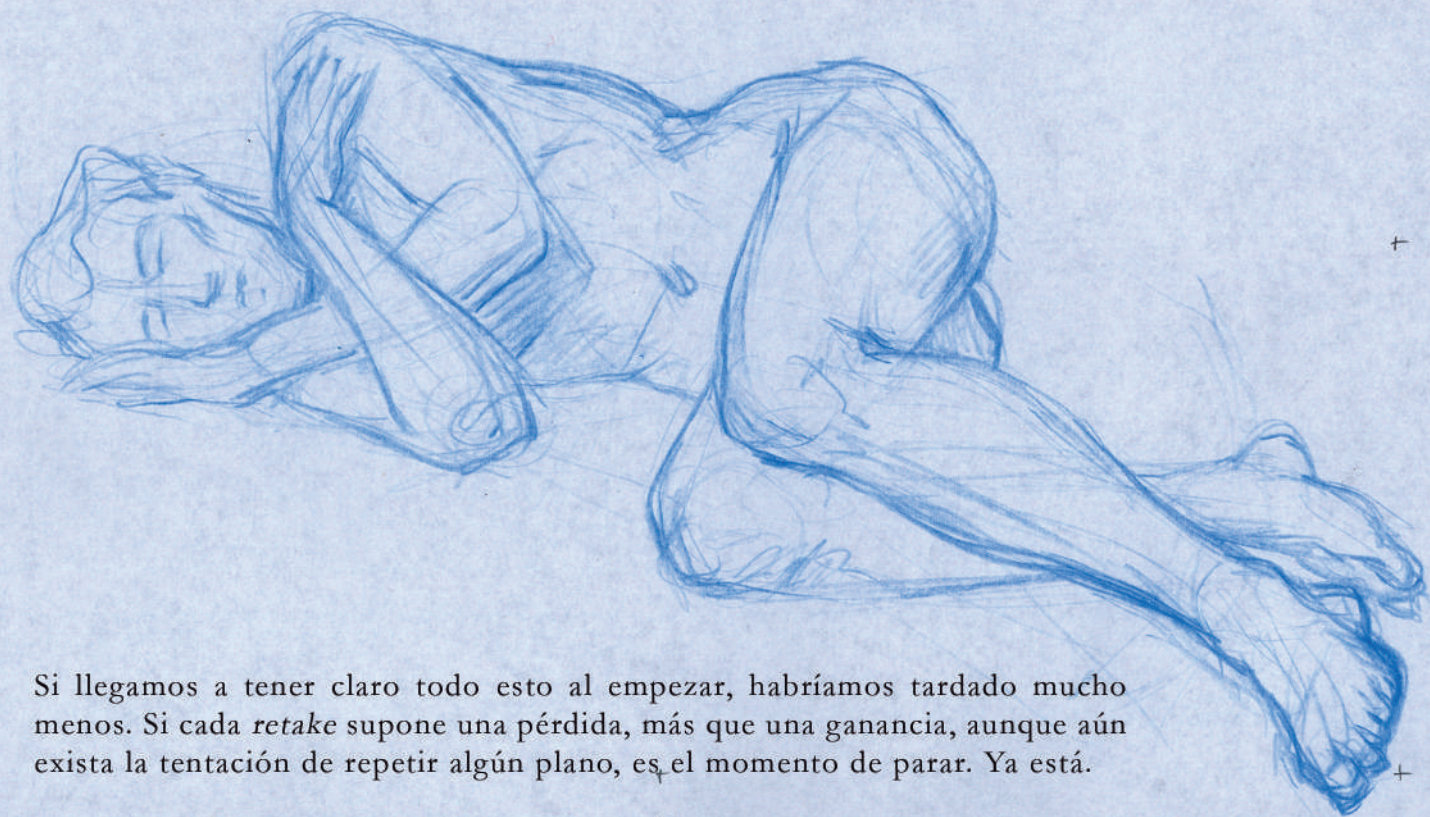 Si llegamos a tener claro todo esto al empezar, habríamos tardado mucho
menos. Si cada retake supone una pérdida, más que una ganancia, aunque aún
exista la tentación de repetir algún plano, es el momento de parar. Ya está.